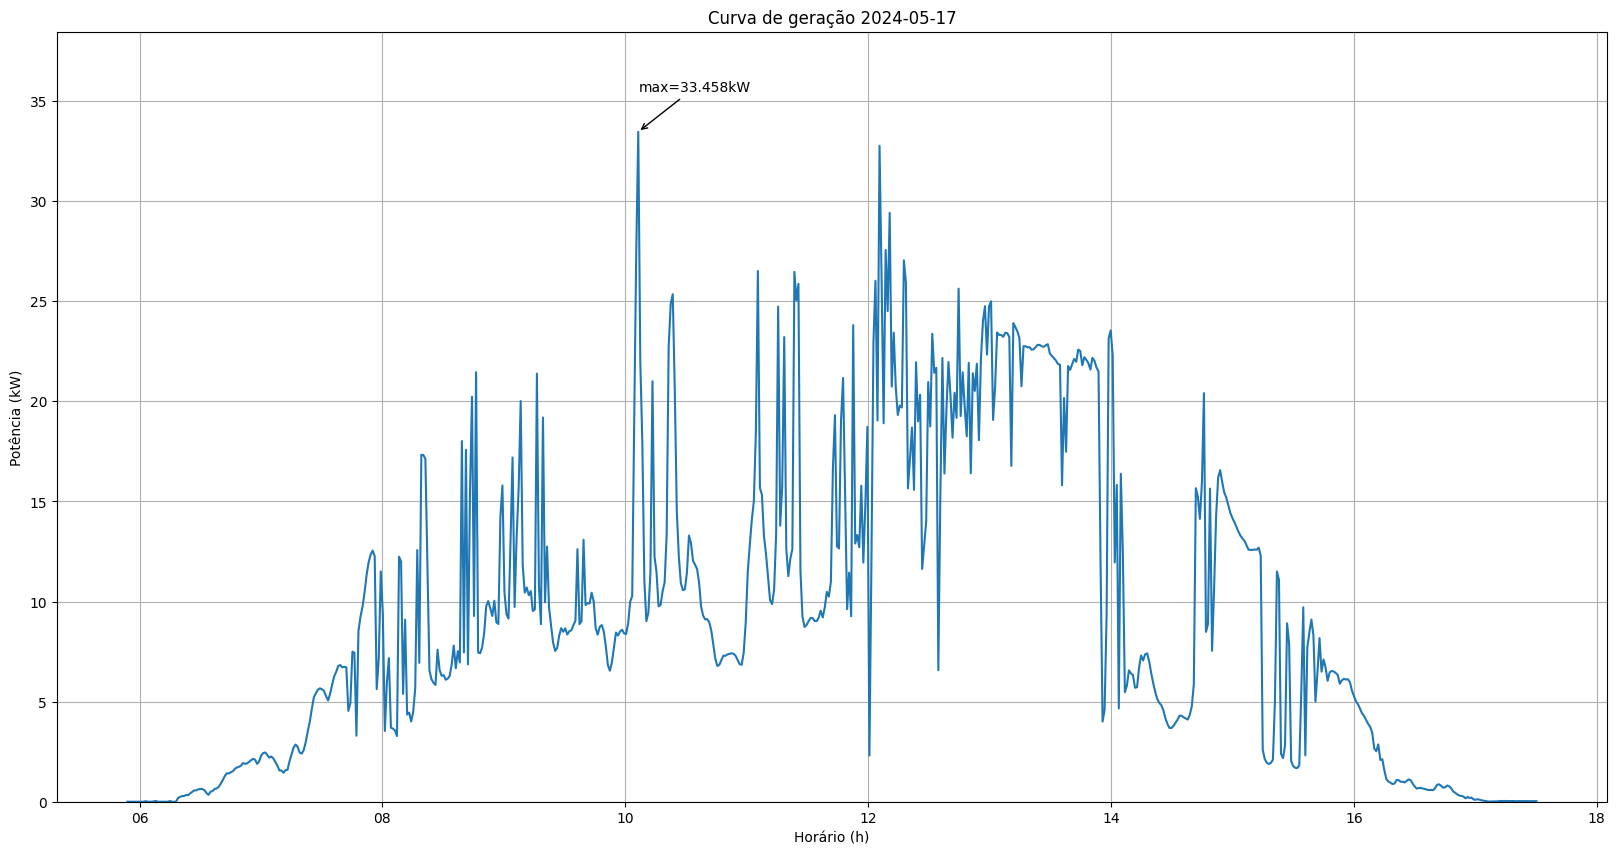 Curva de geração 2024-05-17
max=33.458kW
35
30
25
20
15
10
5
0
Potência (kW)
06 08 10 12 14 16 18
Horário (h)